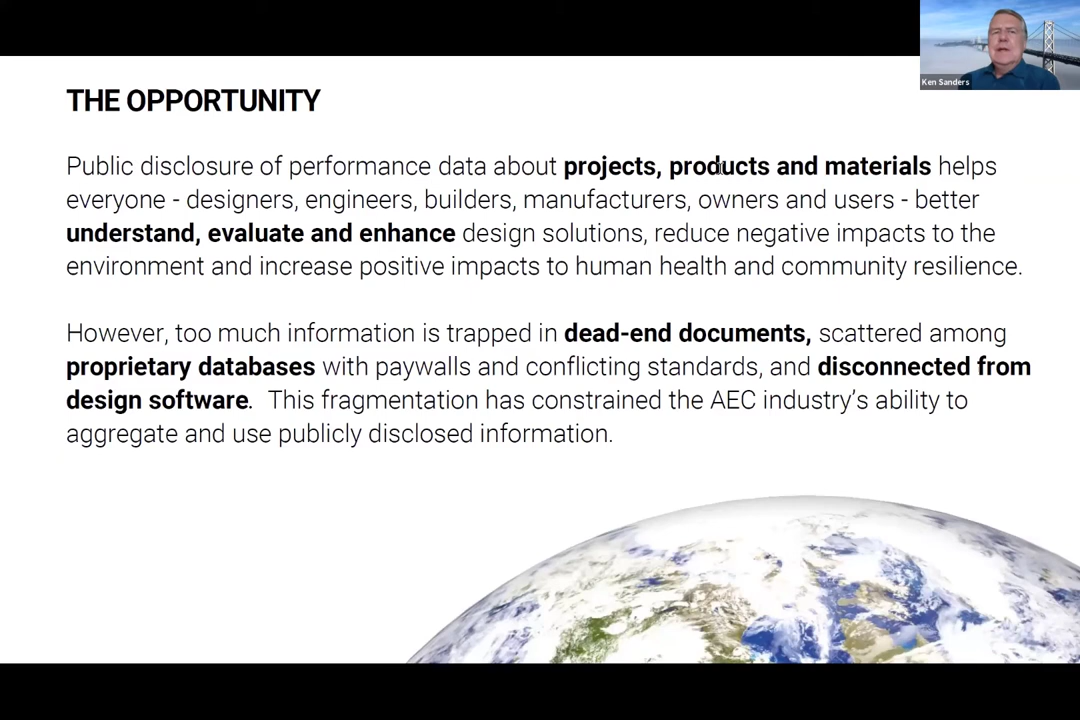 Ken Sanders
THE OPPORTUNITY
Public disclosure of performance data about projects, products and materials helps
everyone - designers, engineers, builders, manufacturers, owners and users - better
understand, evaluate and enhance design solutions, reduce negative impacts to the
environment and increase positive impacts to human health and community resilience.
However, too much information is trapped in dead-end documents, scattered among
proprietary databases with paywalls and conflicting standards, and disconnected from
design software. This fragmentation has constrained the AEC industry’s ability to
aggregate and use publicly disclosed information.